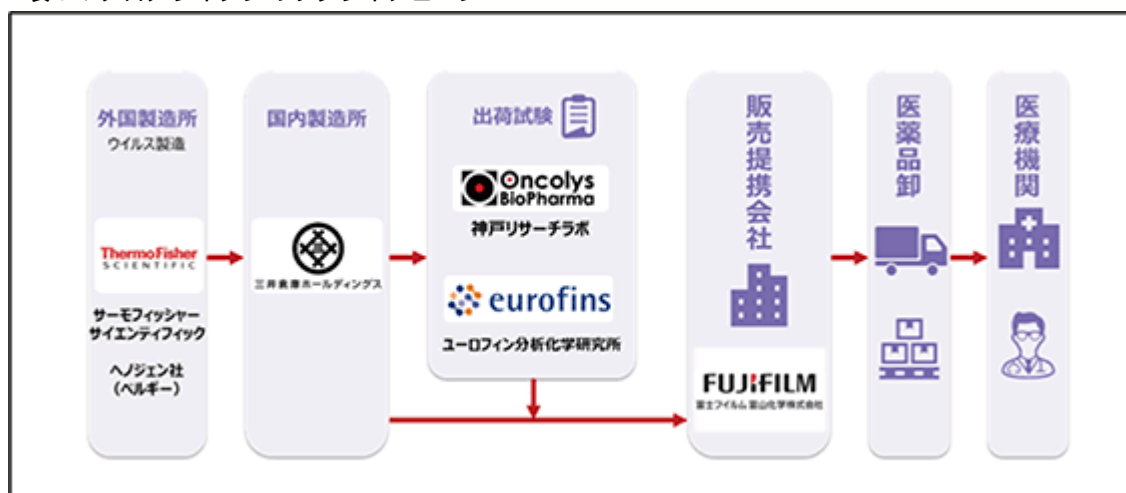 外国製造所
ウイルス製造
ThermoFisher
SCIENTIFIC
サーモフィッシャー
サイエンティフィック
ヘノジェン社
（ベルギー）
国内製造所
三井倉庫ホールディングス
出荷試験
Oncolys
BioPharma
神戸リサーチラボ
eurofins
ユーロフィン分析化学研究所
販売提携会社
FUJIFILM
富士フイルム富山化学株式会社
医薬品卸
医療機関